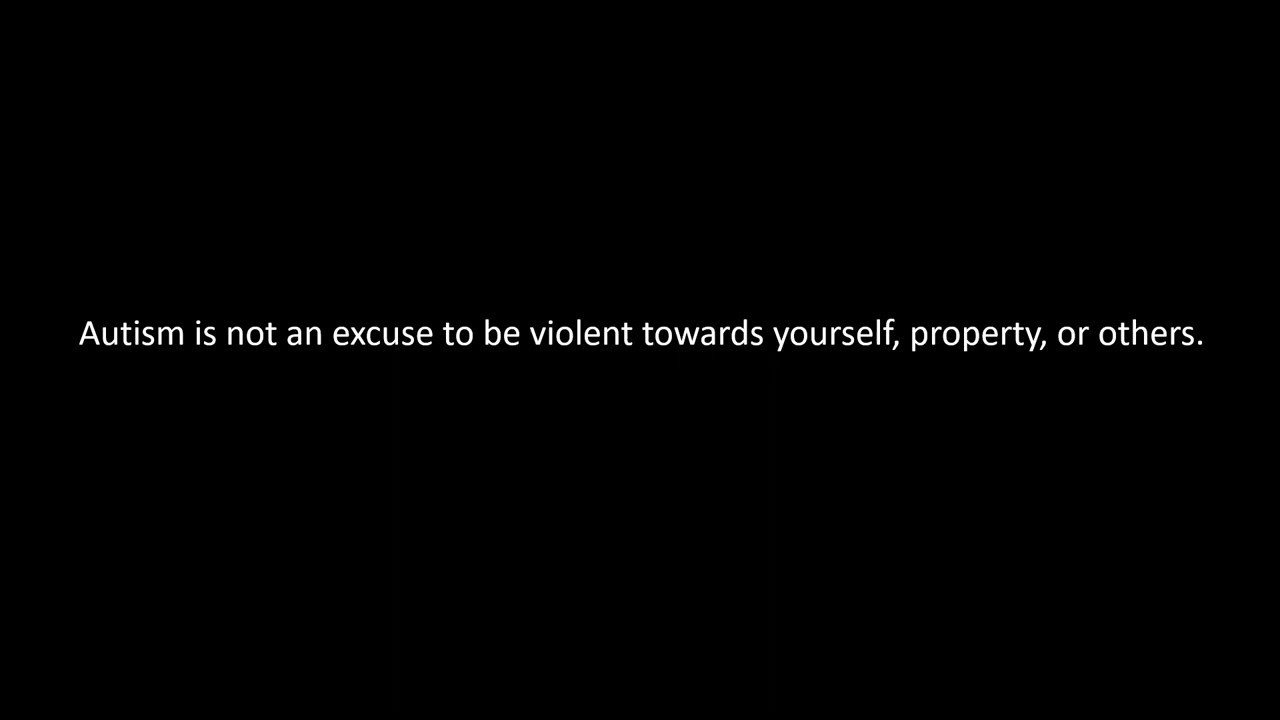 Autism is not an excuse to be violent towards yourself, property, or others.